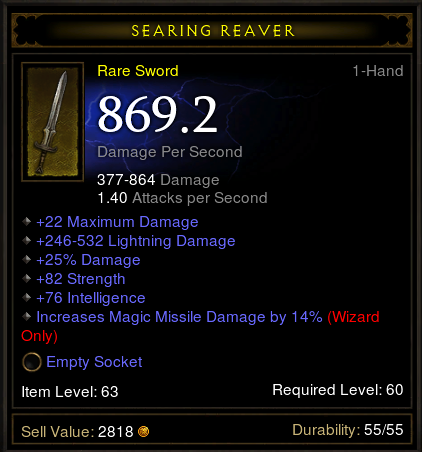 SEARING REAVER
Rare Sword 1-Hand
869.2
Damage Per Second
377-864 Damage
1.40 Attacks per Second
+22 Maximum Damage
+246-532 Lightning Damage
+25% Damage
+82 Strength
+76 Intelligence
Increases Magic Missile Damage by 14% (Wizard
Only)
Empty Socket
Item Level: 63 Required Level: 60
Sell Value: 2818 Durability: 55/55